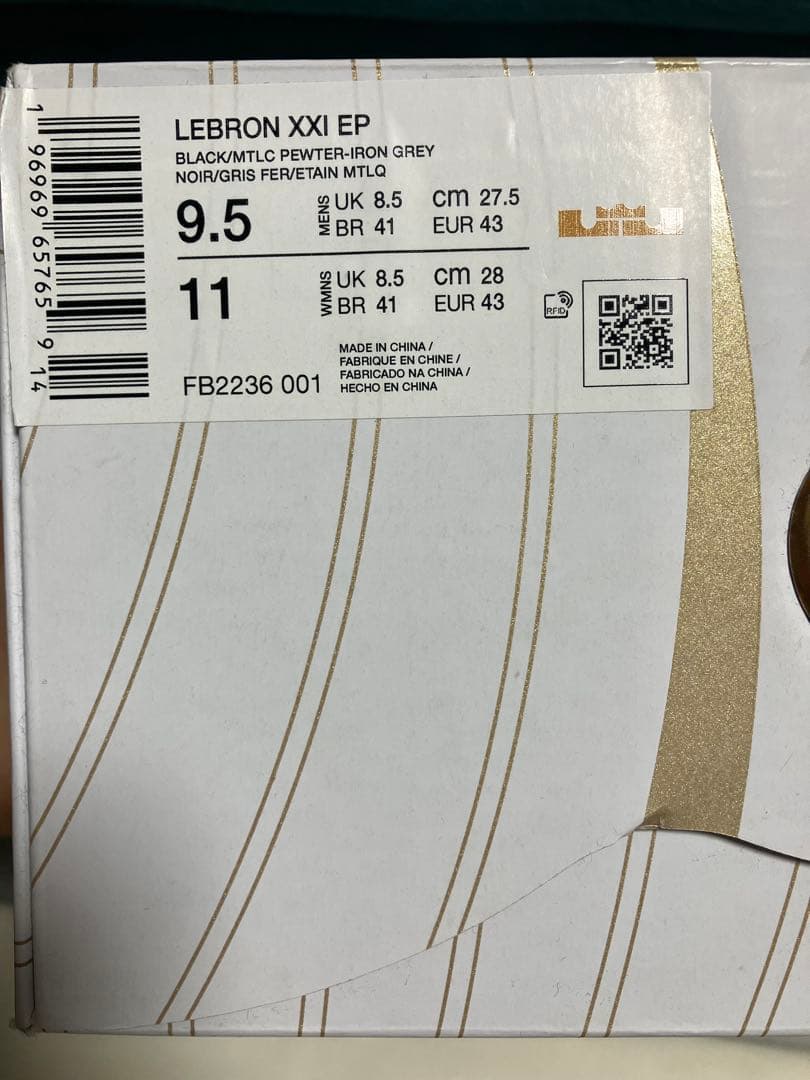 LEBRON XXI EP
BLACK/MTLC PEWTER-IRON GREY
NOIR/GRIS FER/ETAIN MTLQ
9.5 MENS UK 8.5 cm 27.5
BR 41 EUR 43
11 WMNS UK 8.5 cm 28
BR 41 EUR 43
RFID
FB2236 001
MADE IN CHINA /
FABRIQUE EN CHINE /
FABRICADO NA CHINA /
HECHO EN CHINA
1 96969 65765 9 14